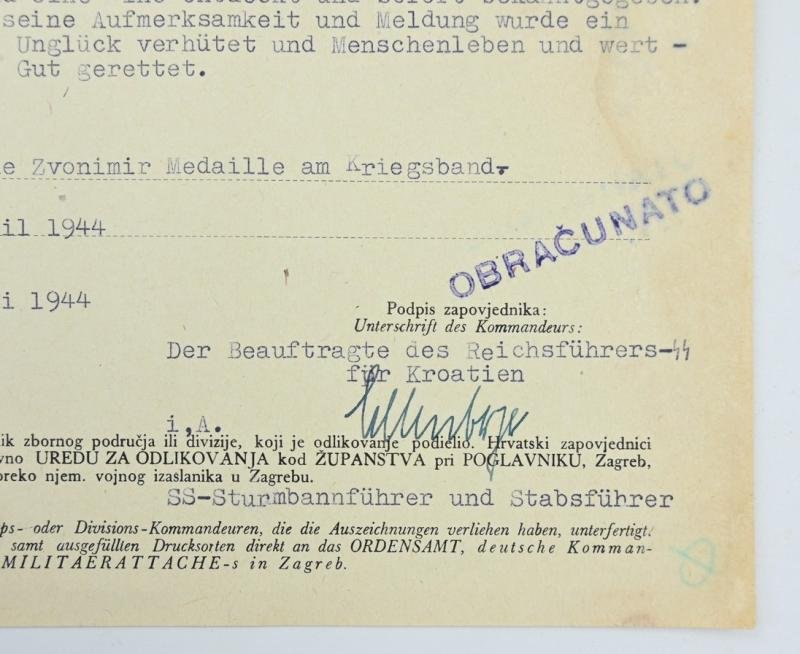 seine Aufmerksamkeit und Meldung wurde ein
Unglück verhütet und Menschenleben und wert -
Gut gerettet.
e Zvonimir Medaille am Kriegsband.
il 1944
OBRAČUNATO
i 1944
Podpis zapovjednika:
Unterschrift des Kommandeurs:
Der Beauftragte des Reichsführers-SS
für Kroatien
i.A.
ik zbornog područja ili divizije, koji je odlikovanje podielio. Hrvatski zapovjednici
vno UREDU ZA ODLIKOVANJA kod ŽUPANSTVA pri POGLAVNIKU, Zagreb,
oreko njem. vojnog izaslanika u Zagrebu.
SS-Sturmbannführer und Stabsführer
ps- oder Divisions-Kommandeuren, die die Auszeichnungen verliehen haben, unterfertigt.
samt ausgefüllten Drucksorten direkt an das ORDENSAMT, deutsche Komman-
MILITAERATTACHE-s in Zagreb.